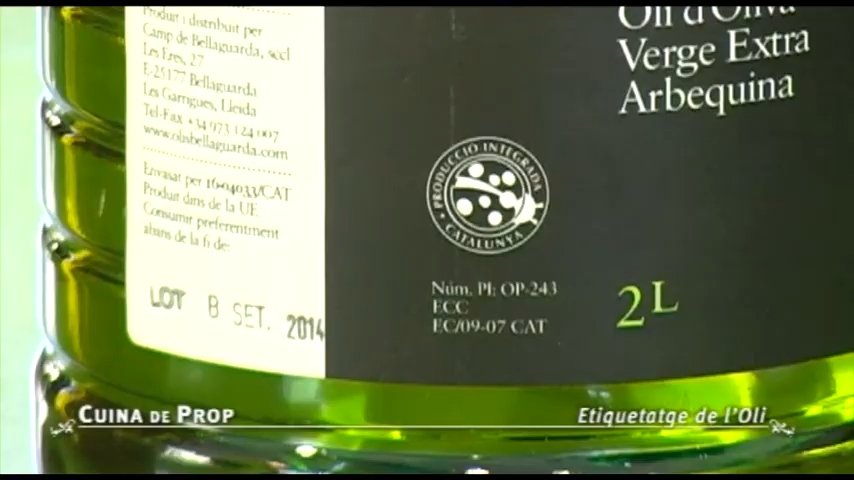 Produit i distribuït per
Camp de Bellaguarda, sccl
Les Eres, 27
E-25177 Bellaguarda
Les Garrigues, Lleida
Tel-Fax +34 973 124 007
www.olisbellaguarda.com
Envasat per 16-04033/CAT
Produït dins de la UE
Consumir preferentment
abans de la fi de:
LOT B SET. 2014
Oli d'Oliva
Verge Extra
Arbequina
PRODUCCIÓ INTEGRADA
CATALUNYA
Núm. PI: OP-243
ECC
EC/09-07 CAT
2L
CUINA DE PROP
Etiquetatge de l'Oli